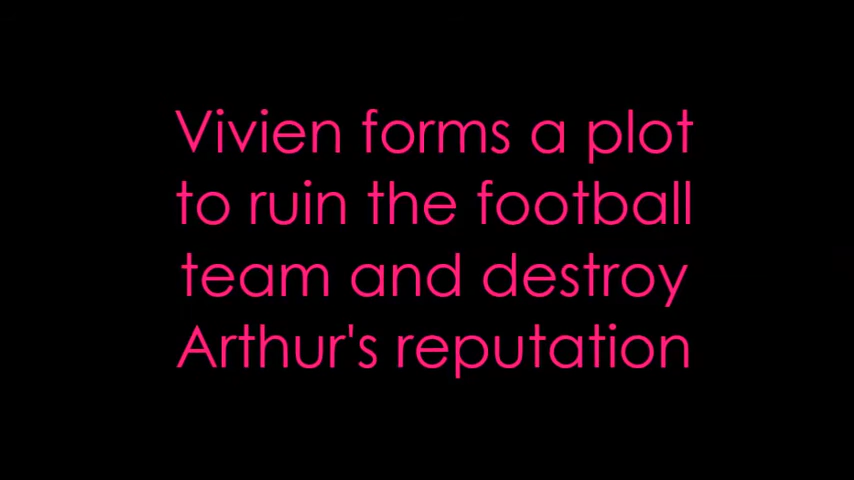 Vivien forms a plot
to ruin the football
team and destroy
Arthur's reputation